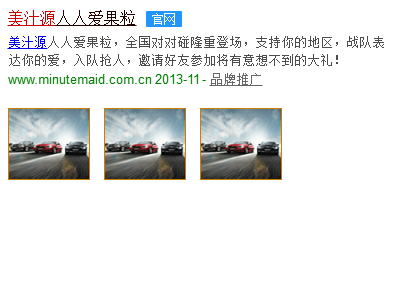 美汁源人人爱果粒 官网
美汁源人人爱果粒，全国对对碰隆重登场，支持你的地区，战队表
达你的爱，入队抢人，邀请好友参加将有意想不到的大礼！
www.minutemaid.com.cn 2013-11 - 品牌推广